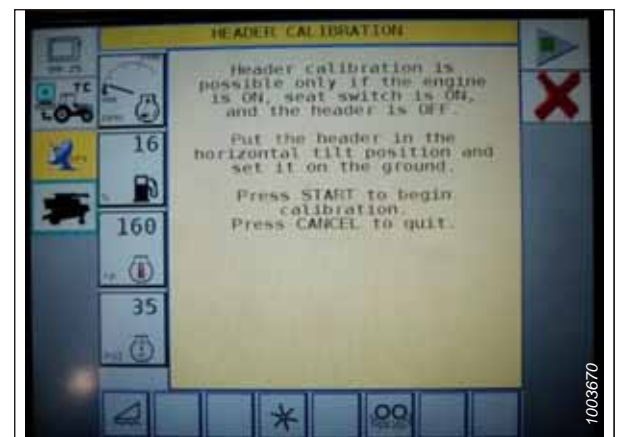 HEADER CALIBRATION
Header calibration is
possible only if the engine
is ON, seat switch is ON,
and the header is OFF.
Put the header in the
horizontal tilt position and
set it on the ground.
Press START to begin
calibration.
Press CANCEL to quit.
TC
16
160
35
1003670